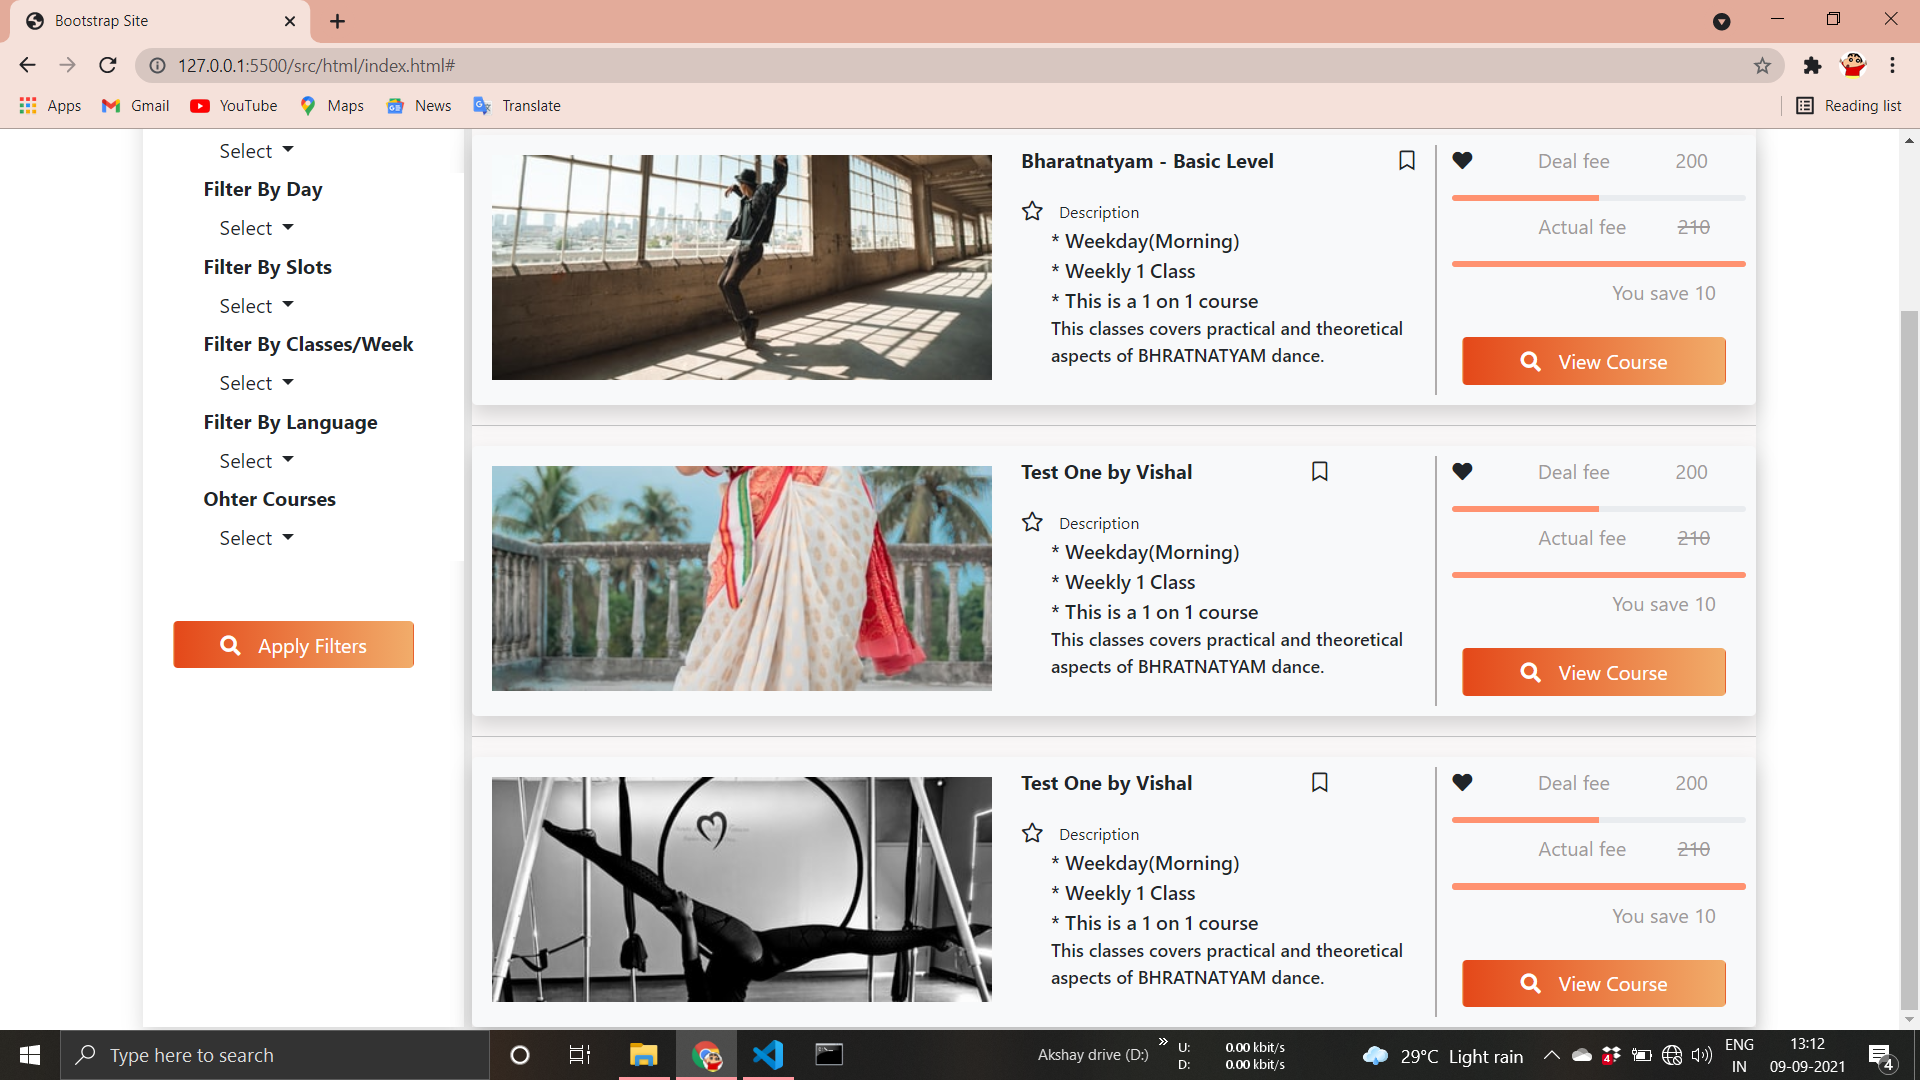 Bootstrap Site
127.0.0.1:5500/src/html/index.html#
Apps Gmail YouTube Maps News Translate Reading list
Select
Filter By Day
Select
Filter By Slots
Select
Filter By Classes/Week
Select
Filter By Language
Select
Ohter Courses
Select
Apply Filters
Bharatnatyam - Basic Level
Description
* Weekday(Morning)
* Weekly 1 Class
* This is a 1 on 1 course
This classes covers practical and theoretical
aspects of BHRATNATYAM dance.
Deal fee 200
Actual fee 210
You save 10
View Course
Test One by Vishal
Description
* Weekday(Morning)
* Weekly 1 Class
* This is a 1 on 1 course
This classes covers practical and theoretical
aspects of BHRATNATYAM dance.
Deal fee 200
Actual fee 210
You save 10
View Course
Test One by Vishal
Description
* Weekday(Morning)
* Weekly 1 Class
* This is a 1 on 1 course
This classes covers practical and theoretical
aspects of BHRATNATYAM dance.
Deal fee 200
Actual fee 210
You save 10
View Course
Type here to search
Akshay drive (D:)
U: 0.00 kbit/s
D: 0.00 kbit/s
29°C Light rain
4
ENG
IN
13:12
09-09-2021
4